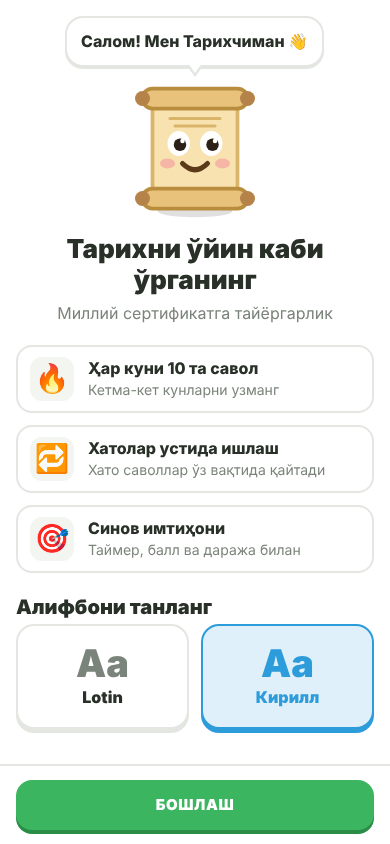 Салом! Мен Тарихчиман 👋
Тарихни ўйин каби
ўрганинг
Миллий сертификатга тайёргарлик
Ҳар куни 10 та савол
Кетма-кет кунларни узманг
Хатолар устида ишлаш
Хато саволлар ўз вақтида қайтади
Синов имтиҳони
Таймер, балл ва даража билан
Алифбони танланг
Aa
Lotin
Аа
Кирилл
БОШЛАШ